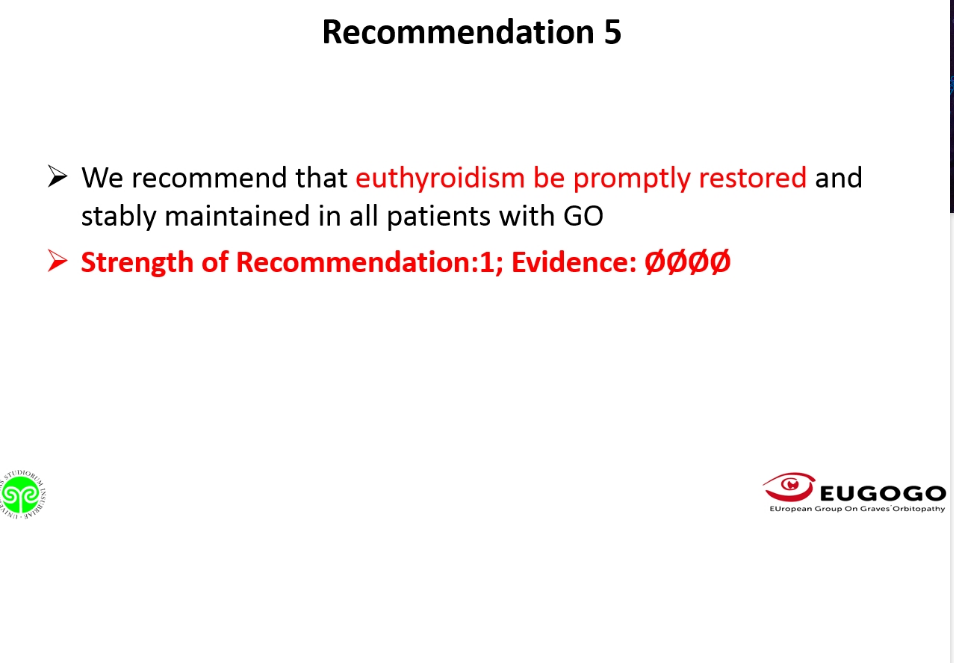 Recommendation 5
We recommend that euthyroidism be promptly restored and
stably maintained in all patients with GO
Strength of Recommendation:1; Evidence: ØØØØ
EUGOGO
EUropean Group On Graves'Orbitopathy